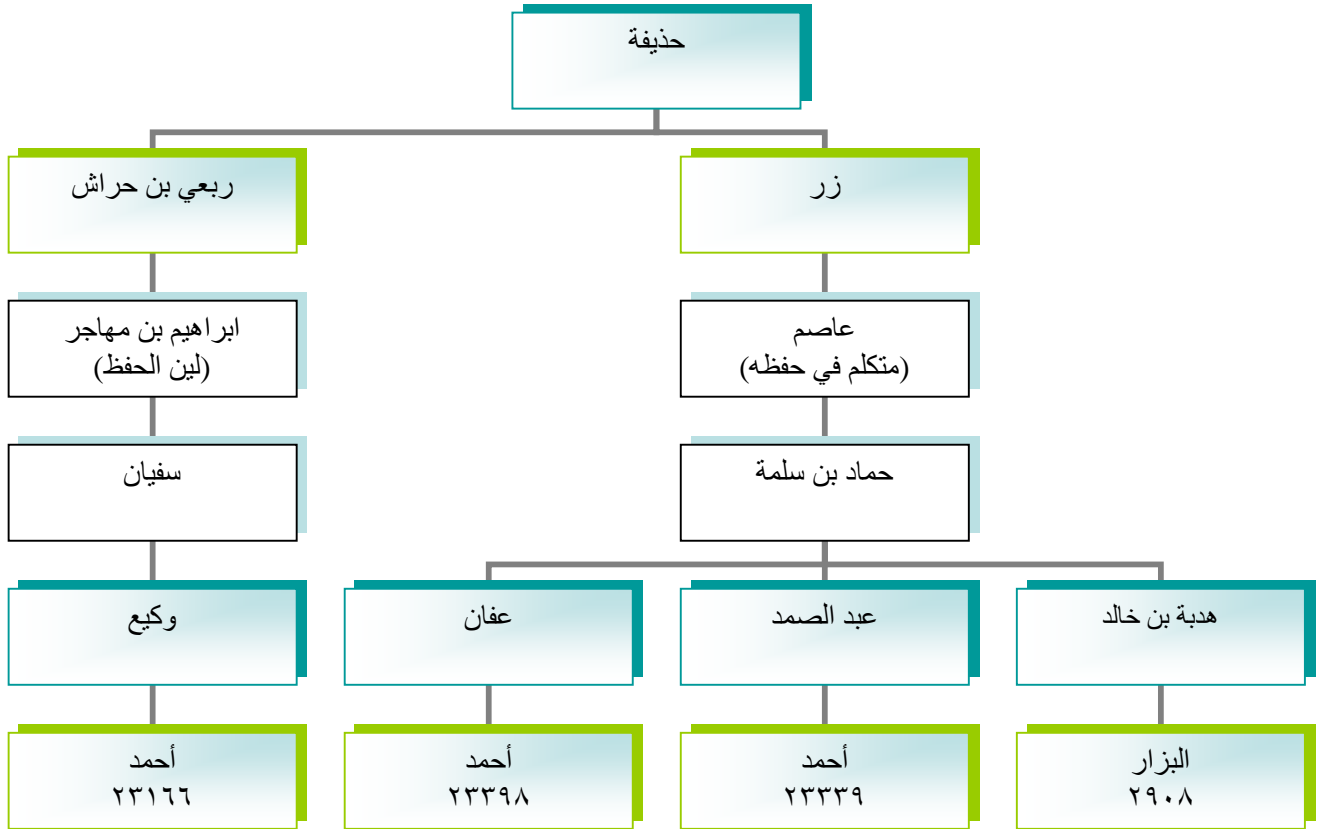 حذيفة
زر
ربعي بن حراش
عاصم
(متكلم في حفظه)
ابراهيم بن مهاجر
(لين الحفظ)
حماد بن سلمة
سفيان
هدبة بن خالد
عبد الصمد
عفان
وكيع
البزار
٢٩٠٨
أحمد
٢٣٣٣٩
أحمد
٢٣٣٩٨
أحمد
٢٣١٦٦